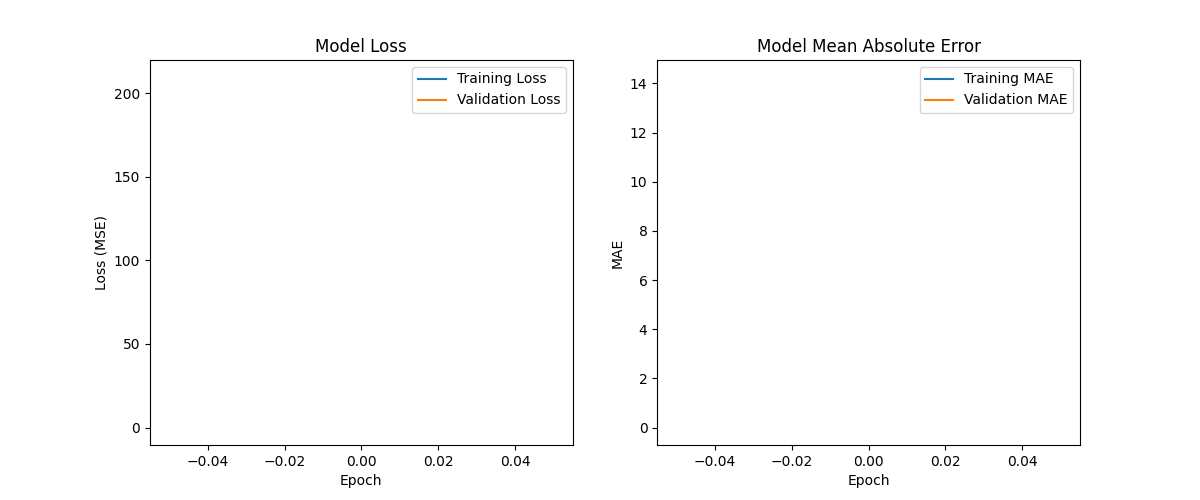 Model Loss
Training Loss
Validation Loss
200
150
100
50
0
Loss (MSE)
−0.04 −0.02 0.00 0.02 0.04
Epoch
Model Mean Absolute Error
Training MAE
Validation MAE
14
12
10
8
6
4
2
0
MAE
−0.04 −0.02 0.00 0.02 0.04
Epoch